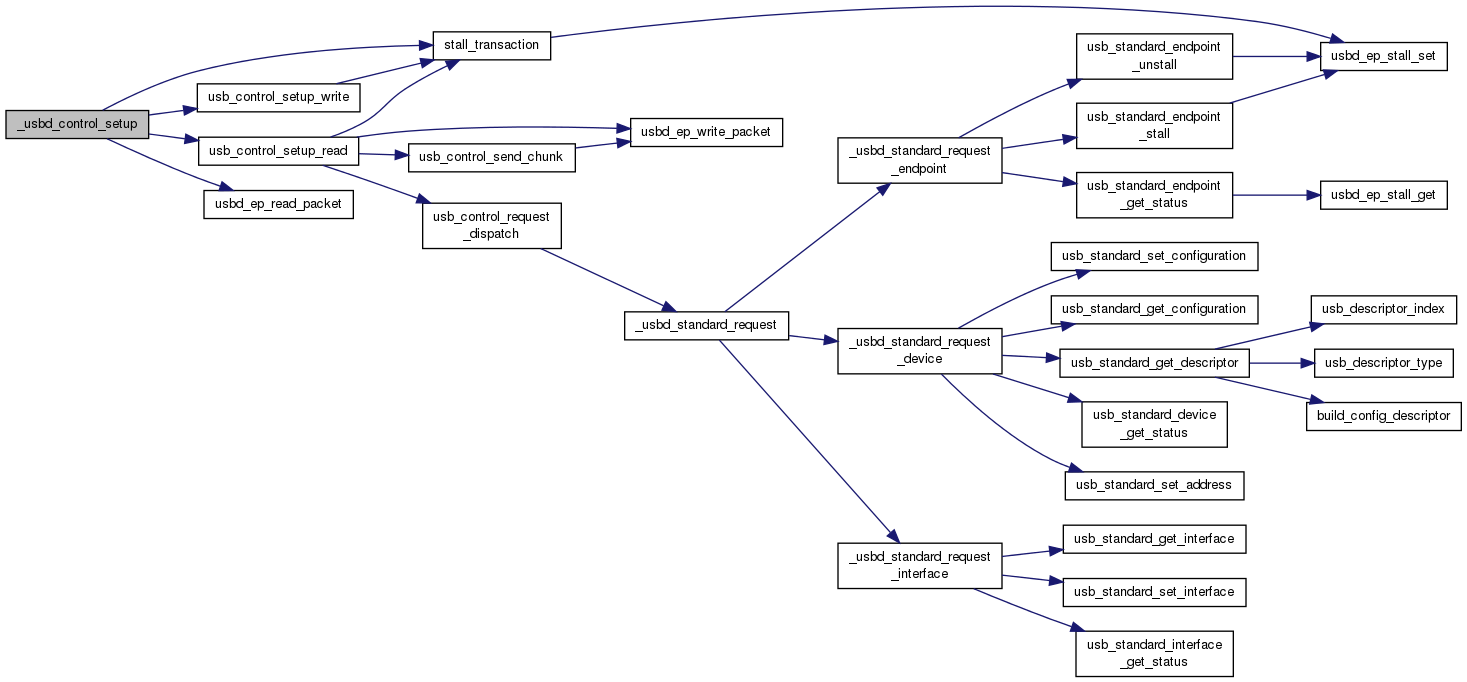 _usbd_control_setup
stall_transaction
usb_control_setup_write
usb_control_setup_read
usbd_ep_read_packet
usbd_ep_write_packet
usb_control_send_chunk
usb_control_request
_dispatch
_usbd_standard_request
_usbd_standard_request
_endpoint
_usbd_standard_request
_device
_usbd_standard_request
_interface
usb_standard_endpoint
_unstall
usb_standard_endpoint
_stall
usb_standard_endpoint
_get_status
usbd_ep_stall_set
usbd_ep_stall_get
usb_standard_set_configuration
usb_standard_get_configuration
usb_standard_get_descriptor
usb_standard_device
_get_status
usb_standard_set_address
usb_descriptor_index
usb_descriptor_type
build_config_descriptor
usb_standard_get_interface
usb_standard_set_interface
usb_standard_interface
_get_status